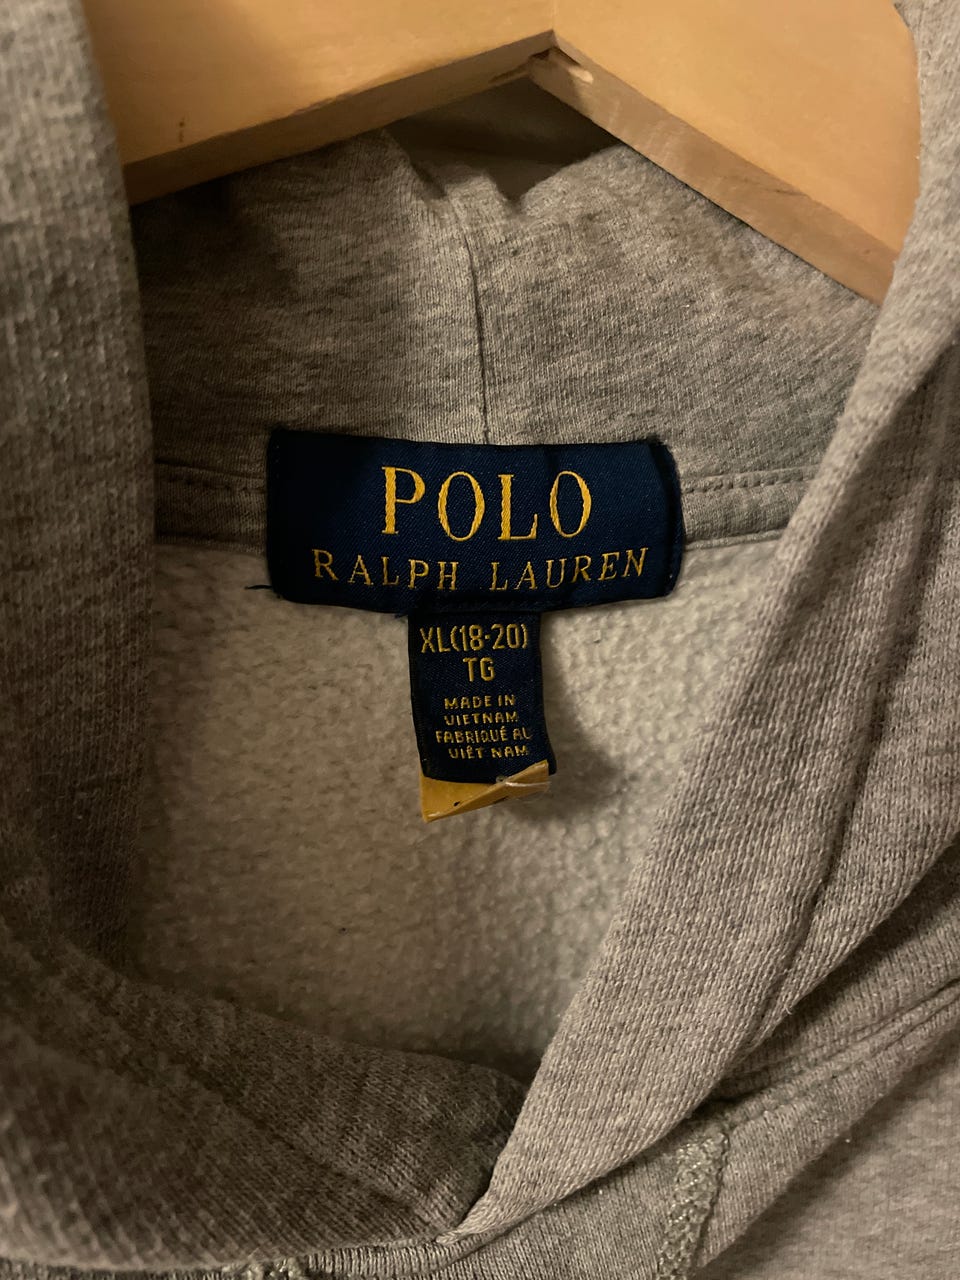 POLO
RALPH LAUREN
XL(18-20)
TG
MADE IN
VIETNAM
FABRIQUÉ AU
VIÊT NAM